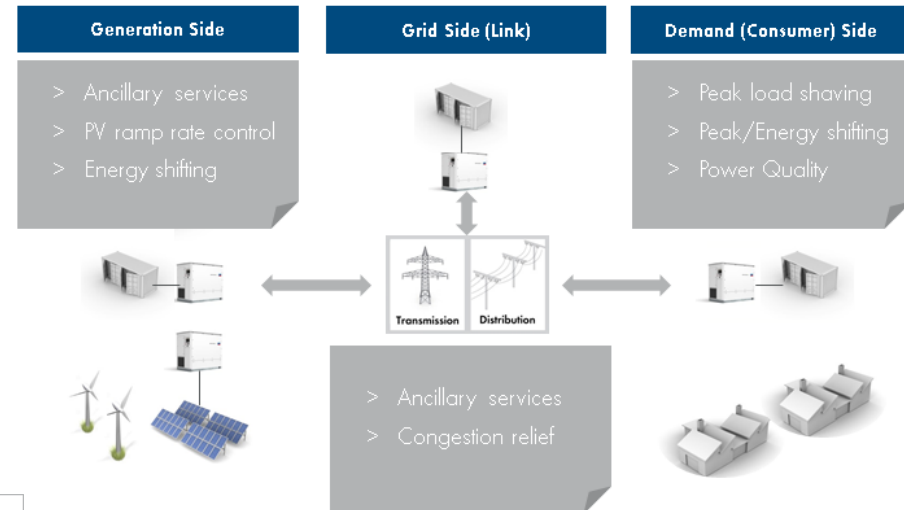 Generation Side
> Ancillary services
> PV ramp rate control
> Energy shifting
Grid Side (Link)
Transmission
Distribution
> Ancillary services
> Congestion relief
Demand (Consumer) Side
> Peak load shaving
> Peak/Energy shifting
> Power Quality